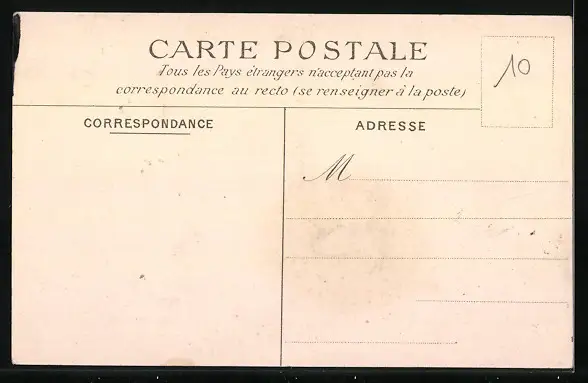 CARTE POSTALE
Tous les Pays étrangers n'acceptant pas la
correspondance au recto (se renseigner à la poste)
10
CORRESPONDANCE
ADRESSE
M